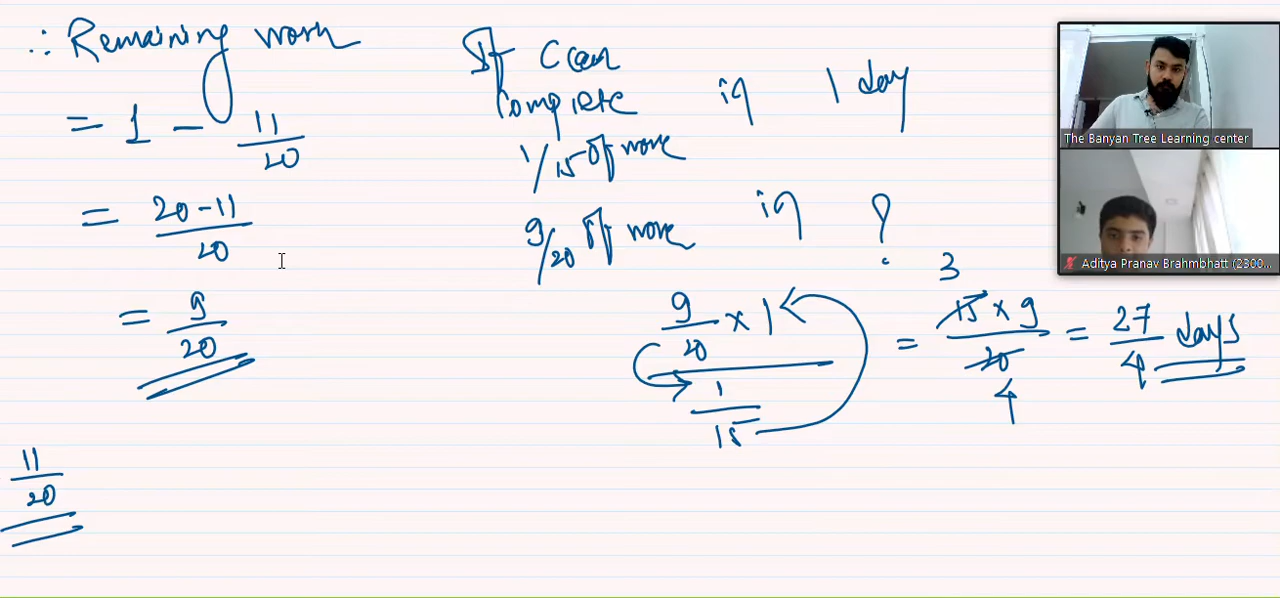 ∴ Remaining work
= 1 - 11/20
= 20-11/20
= 9/20
11/20
If C can
complete
1/15 of work in 1 day
9/20 of work in ?
9/20 × 1 / 1/15 = 15 × 9 / 20 = 27/4 days
3
4
The Banyan Tree Learning center
Aditya Pranav Brahmbhatt (2300...